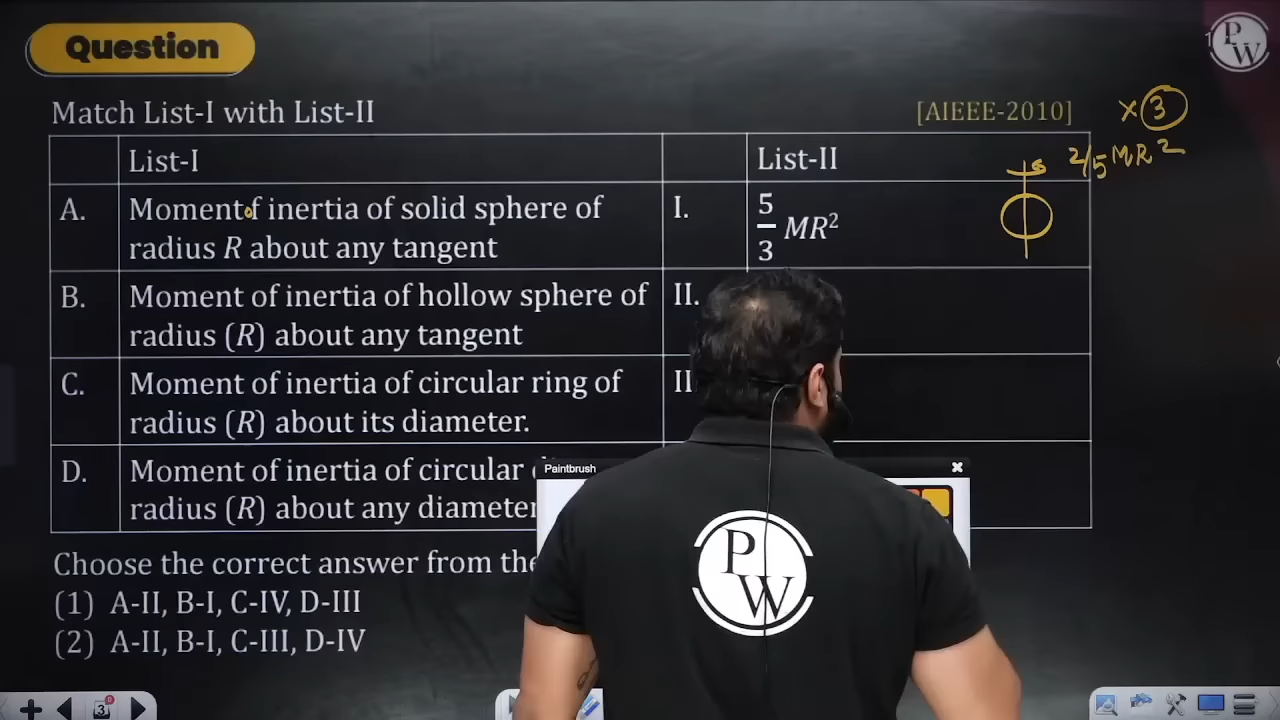 Question
PW
Match List-I with List-II
[AIEEE-2010]
×3
List-I
List-II
2/5 MR²
A. Moment of inertia of solid sphere of
radius R about any tangent
I. 5/3 MR²
B. Moment of inertia of hollow sphere of
radius (R) about any tangent
II.
C. Moment of inertia of circular ring of
radius (R) about its diameter.
D. Moment of inertia of circular
radius (R) about any diameter
Paintbrush
Choose the correct answer from the
(1) A-II, B-I, C-IV, D-III
(2) A-II, B-I, C-III, D-IV
PW